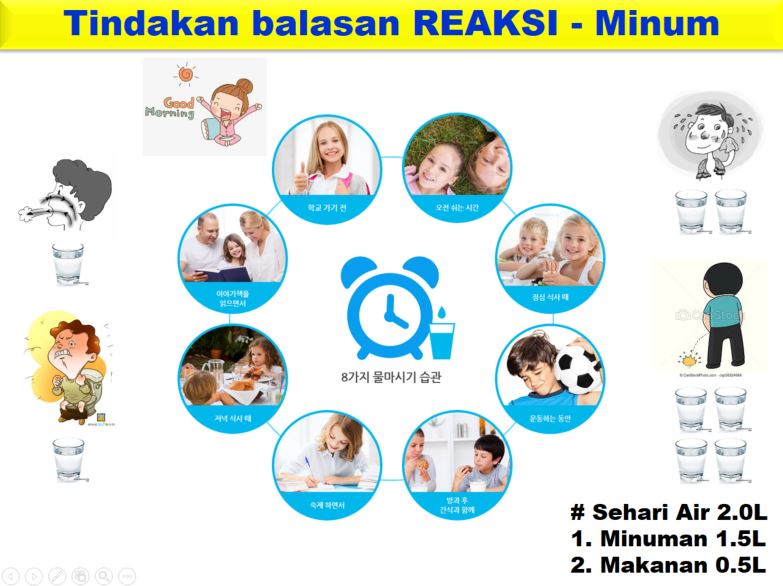 Tindakan balasan REAKSI - Minum
Good
Morning
학교 가기 전
오전 쉬는 시간
이야기책을
읽으면서
점심 식사 때
8가지 물마시기 습관
저녁 식사 때
운동하는 동안
숙제 하면서
방과 후
간식과 함께
CanStock
© CanStockPhoto.com
# Sehari Air 2.0L
1. Minuman 1.5L
2. Makanan 0.5L